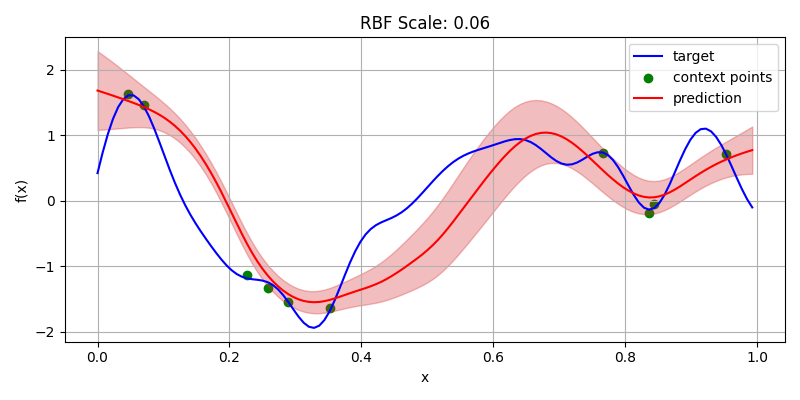 RBF Scale: 0.06
target
context points
prediction
f(x)
2
1
0
−1
−2
0.0 0.2 0.4 0.6 0.8 1.0
x